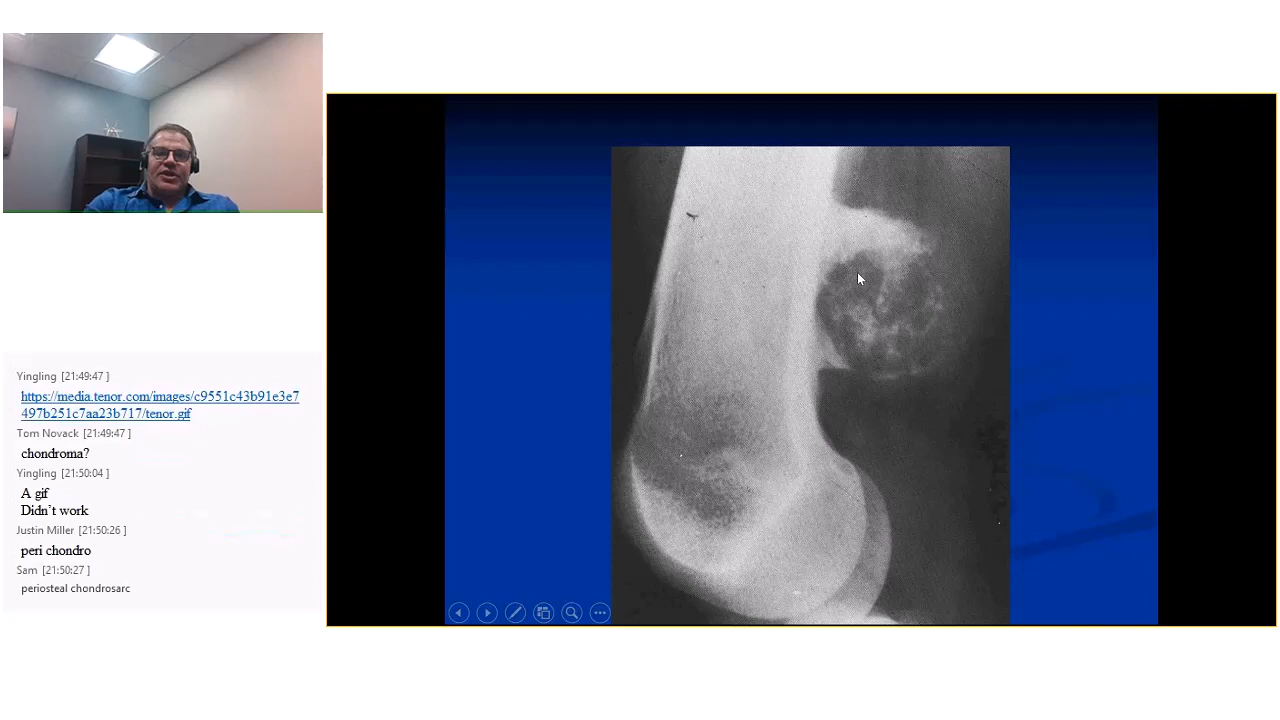 Yingling [21:49:47 ]
https://media.tenor.com/images/c9551c43b91e3e7
497b251c7aa23b717/tenor.gif
Tom Novack [21:49:47 ]
chondroma?
Yingling [21:50:04 ]
A gif
Didn't work
Justin Miller [21:50:26 ]
peri chondro
Sam [21:50:27 ]
periosteal chondrosarc